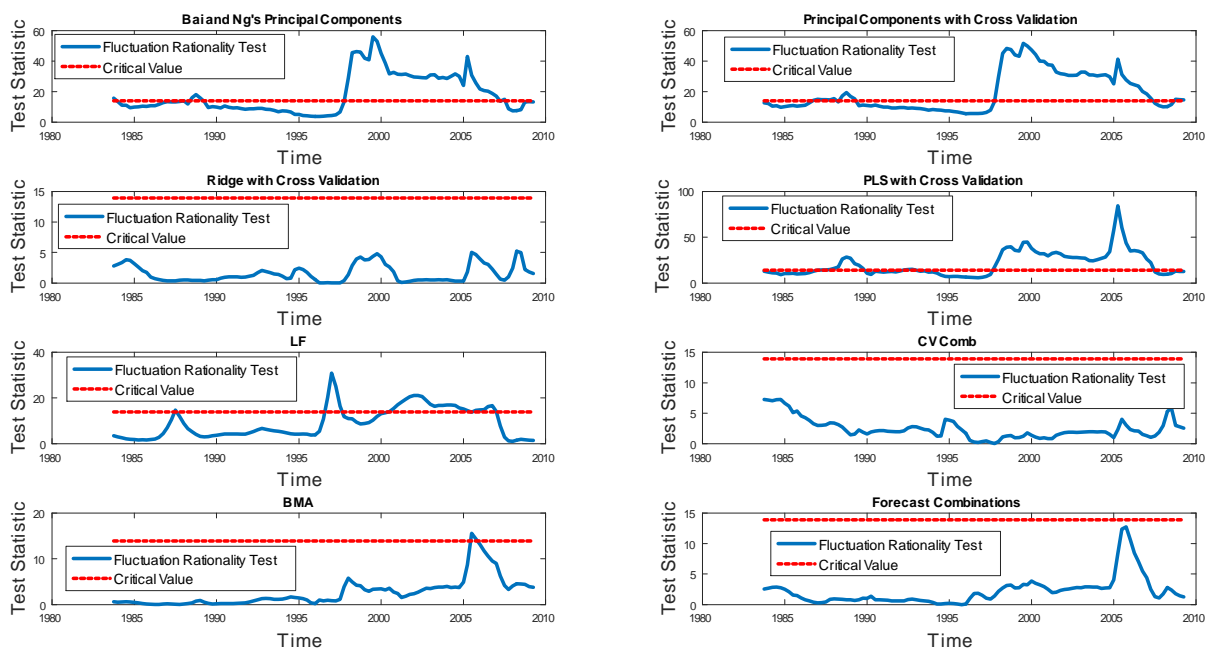 Bai and Ng's Principal Components
Test Statistic
60
40
20
0
Fluctuation Rationality Test
Critical Value
1980 1985 1990 1995 2000 2005 2010
Time
Principal Components with Cross Validation
Test Statistic
60
40
20
0
Fluctuation Rationality Test
Critical Value
1980 1985 1990 1995 2000 2005 2010
Time
Ridge with Cross Validation
Test Statistic
15
10
5
0
Fluctuation Rationality Test
Critical Value
1980 1985 1990 1995 2000 2005 2010
Time
PLS with Cross Validation
Test Statistic
100
50
0
Fluctuation Rationality Test
Critical Value
1980 1985 1990 1995 2000 2005 2010
Time
LF
Test Statistic
40
20
0
Fluctuation Rationality Test
Critical Value
1980 1985 1990 1995 2000 2005 2010
Time
CV Comb
Test Statistic
15
10
5
0
Fluctuation Rationality Test
Critical Value
1980 1985 1990 1995 2000 2005 2010
Time
BMA
Test Statistic
20
10
0
Fluctuation Rationality Test
Critical Value
1980 1985 1990 1995 2000 2005 2010
Time
Forecast Combinations
Test Statistic
15
10
5
0
Fluctuation Rationality Test
Critical Value
1980 1985 1990 1995 2000 2005 2010
Time